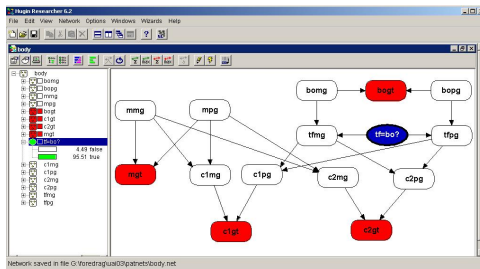 Hugin Researcher 6.2
File Edit View Network Options Windows Wizards Help
body
body
bomg
bopg
mmg
mpg
bogt
c1gt
c2gt
mgt
tf=bo?
4.49 false
95.51 true
c1mg
c1pg
c2mg
c2pg
tfmg
tfpg
bomg bogt bopg
mmg mpg
tfmg tf=bo? tfpg
mgt c1mg c1pg c2mg c2pg
c1gt c2gt
Network saved in file G:\foredrag\uai03\patnets\body.net